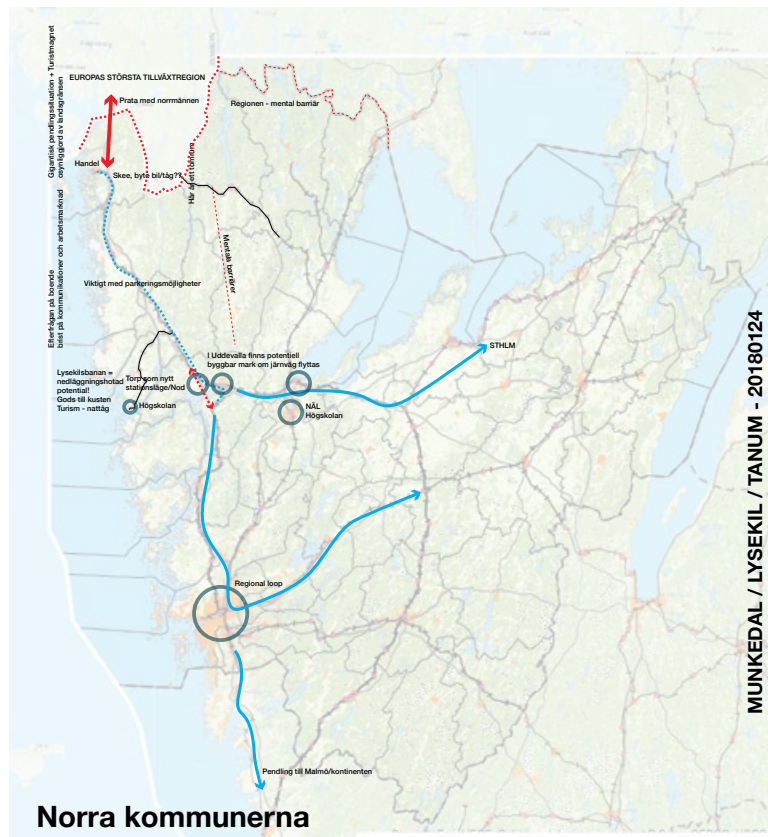 Gigantisk pendlingssituation + Turistmagnet
osynliggjord av landsgränsen
EUROPAS STÖRSTA TILLVÄXTREGION
Prata med norrmännen
Regionen - mental barriär
Handel
Skee, byta bil/tåg??
Här är ett tomrum
Mentala barriärer
Efterfrågan på boende
brist på kommunikationer och arbetsmarknad
Viktigt med parkeringsmöjligheter
I Uddevalla finns potentiell
byggbar mark om järnväg flyttas
STHLM
Lysekilsbanan =
nedläggningshotad
potential!
Gods till kusten
Turism - nattåg
Torp som nytt
stationsläge/Nod
Högskolan
NÄL
Högskolan
Regional loop
Pendling till Malmö/kontinenten
MUNKEDAL / LYSEKIL / TANUM - 20180124
Norra kommunerna